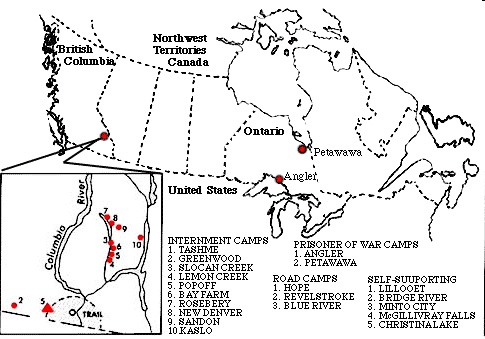 British
Columbia
Northwest
Territories
Canada
Ontario
Petawawa
Angler
United States
River
Columbia
7
8
9
10
3
5
4
2
5
TRAIL
INTERNMENT CAMPS
1. TASHME
2. GREENWOOD
3. SLOCAN CREEK
4. LEMON CREEK
5. POPOFF
6. BAY FARM
7. ROSEBERY
8. NEW DENVER
9. SANDON
10 KASLO
PRISONER OF WAR CAMPS
1. ANGLER
2. PETAWAWA
ROAD CAMPS
1. HOPE
2. REVELSTROKE
3. BLUE RIVER
SELF-SUUPORTING
1. LILLOOET
2. BRIDGE RIVER
3. MINTO CITY
4. McGILLIVRAY FALLS
5. CHRISTINA LAKE